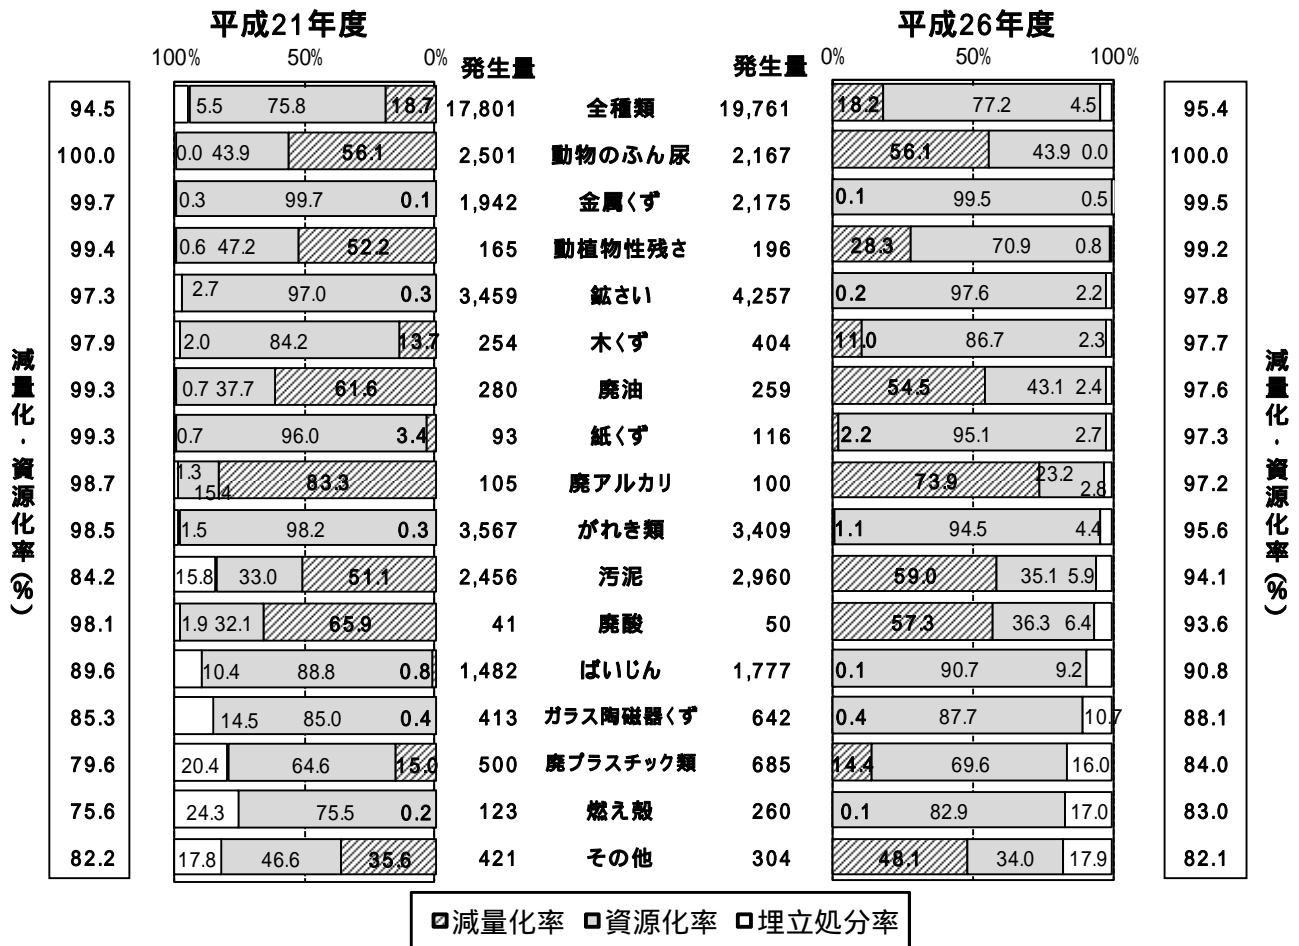 平成21年度 平成26年度
100% 50% 0% 発生量 発生量 0% 50% 100%
94.5 5.5 75.8 18.7 17,801 全種類 19,761 18.2 77.2 4.5 95.4
100.0 0.0 43.9 56.1 2,501 動物のふん尿 2,167 56.1 43.9 0.0 100.0
99.7 0.3 99.7 0.1 1,942 金属くず 2,175 0.1 99.5 0.5 99.5
99.4 0.6 47.2 52.2 165 動植物性残さ 196 28.3 70.9 0.8 99.2
97.3 2.7 97.0 0.3 3,459 鉱さい 4,257 0.2 97.6 2.2 97.8
97.9 2.0 84.2 13.7 254 木くず 404 11.0 86.7 2.3 97.7
99.3 0.7 37.7 61.6 280 廃油 259 54.5 43.1 2.4 97.6
99.3 0.7 96.0 3.4 93 紙くず 116 2.2 95.1 2.7 97.3
98.7 1.3 15.4 83.3 105 廃アルカリ 100 73.9 23.2 2.8 97.2
98.5 1.5 98.2 0.3 3,567 がれき類 3,409 1.1 94.5 4.4 95.6
84.2 15.8 33.0 51.1 2,456 汚泥 2,960 59.0 35.1 5.9 94.1
98.1 1.9 32.1 65.9 41 廃酸 50 57.3 36.3 6.4 93.6
89.6 10.4 88.8 0.8 1,482 ばいじん 1,777 0.1 90.7 9.2 90.8
85.3 14.5 85.0 0.4 413 ガラス陶磁器くず 642 0.4 87.7 10.7 88.1
79.6 20.4 64.6 15.0 500 廃プラスチック類 685 14.4 69.6 16.0 84.0
75.6 24.3 75.5 0.2 123 燃え殻 260 0.1 82.9 17.0 83.0
82.2 17.8 46.6 35.6 421 その他 304 48.1 34.0 17.9 82.1
減量化・資源化率(%)
減量化・資源化率(%)
減量化率 資源化率 埋立処分率